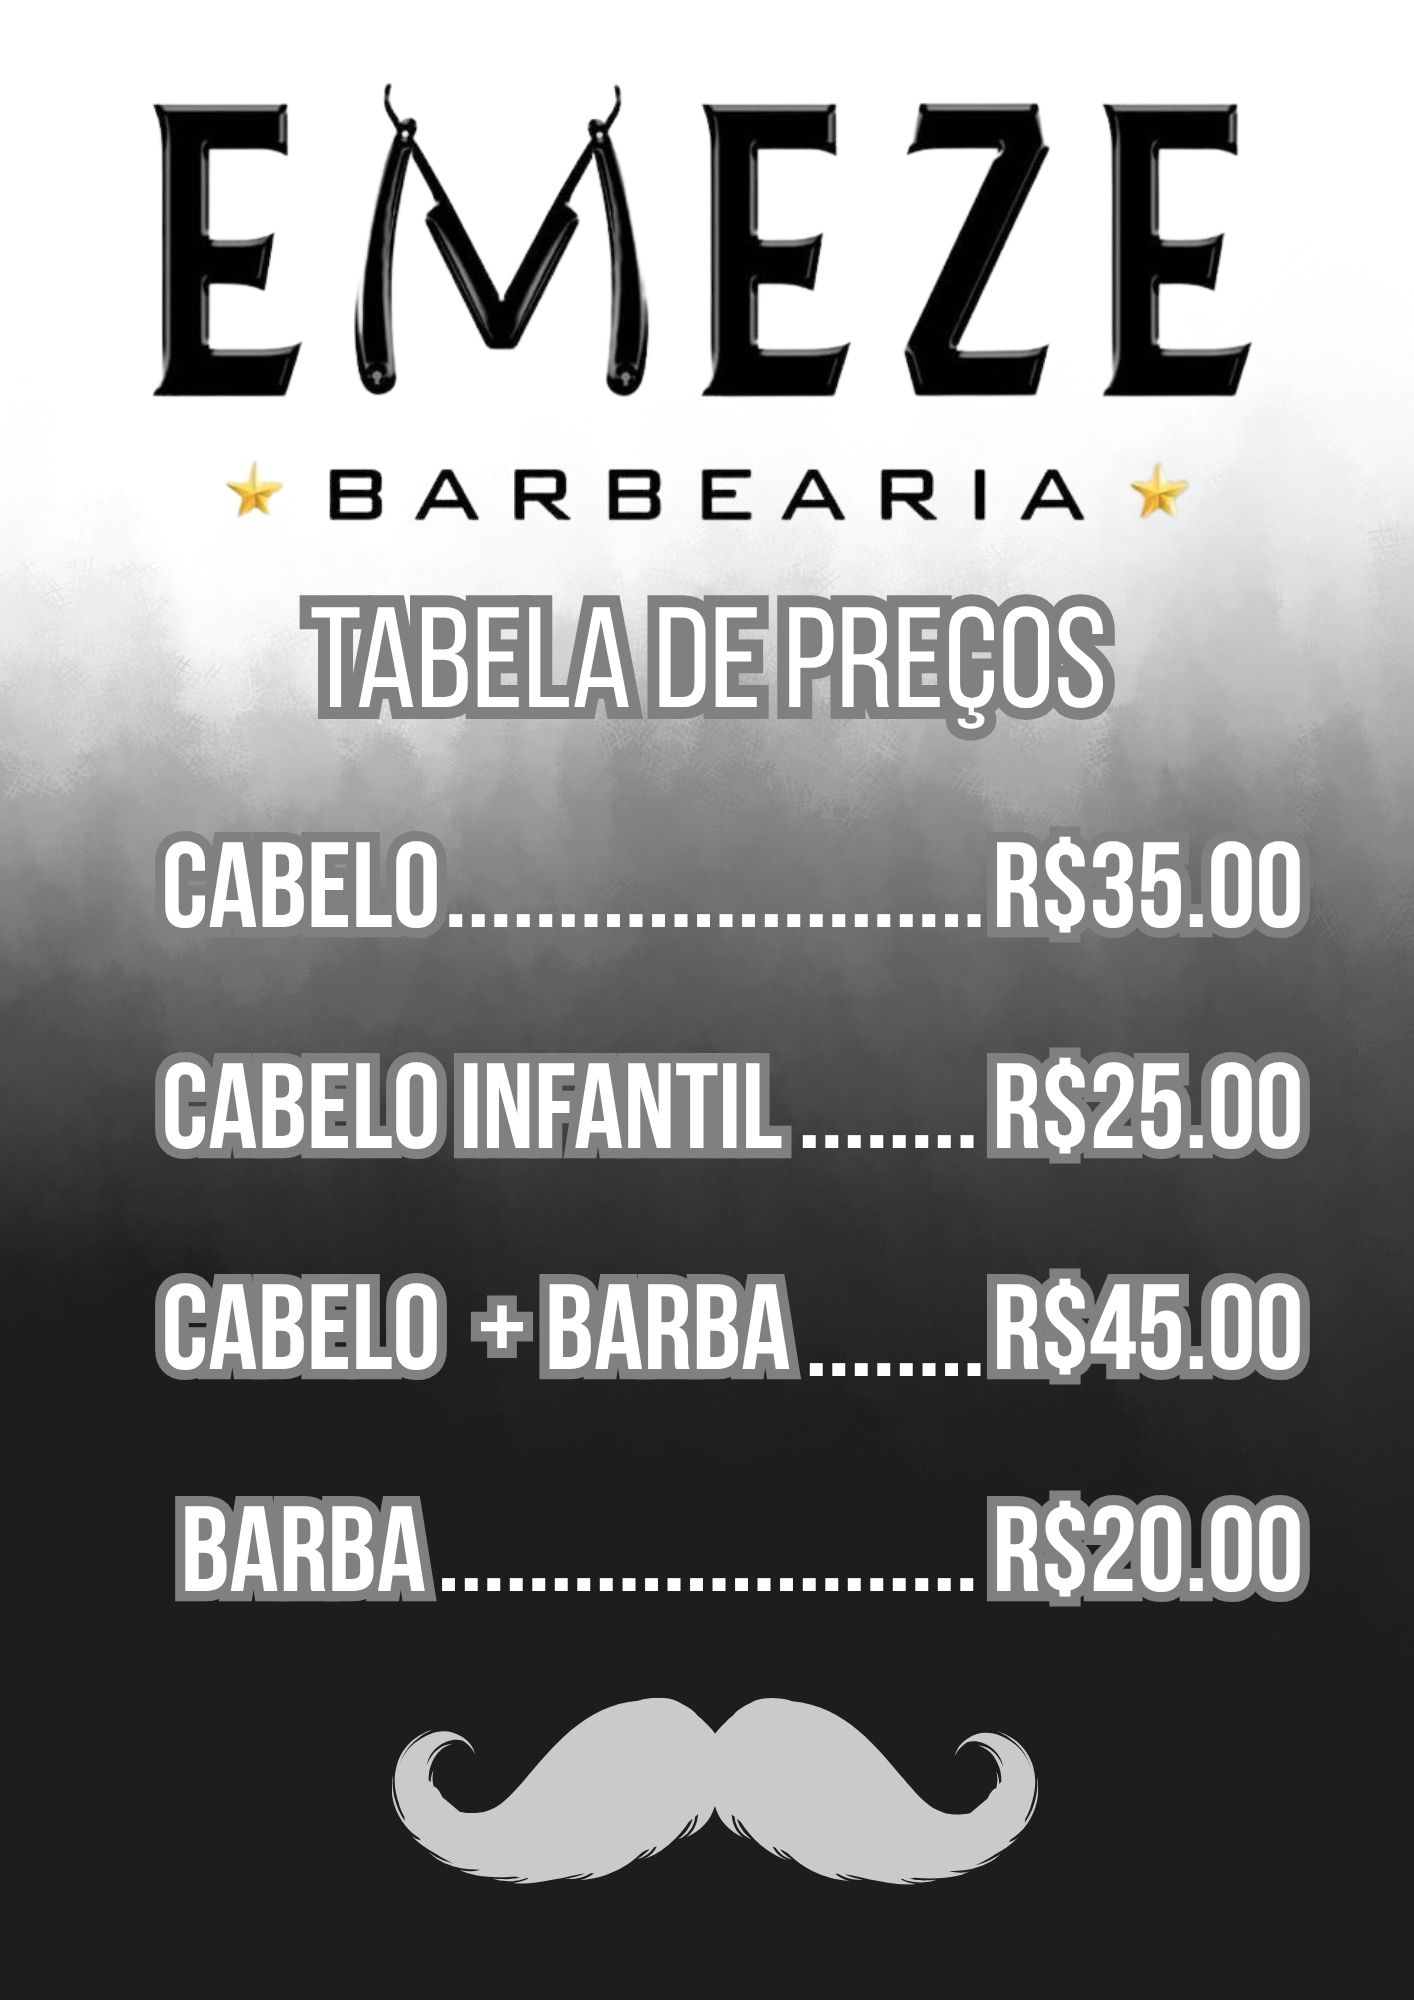 EMEZE
BARBEARIA
TABELA DE PREÇOS
CABELO........................R$35.00
CABELO INFANTIL ........ R$25.00
CABELO + BARBA ........R$45.00
BARBA........................ R$20.00